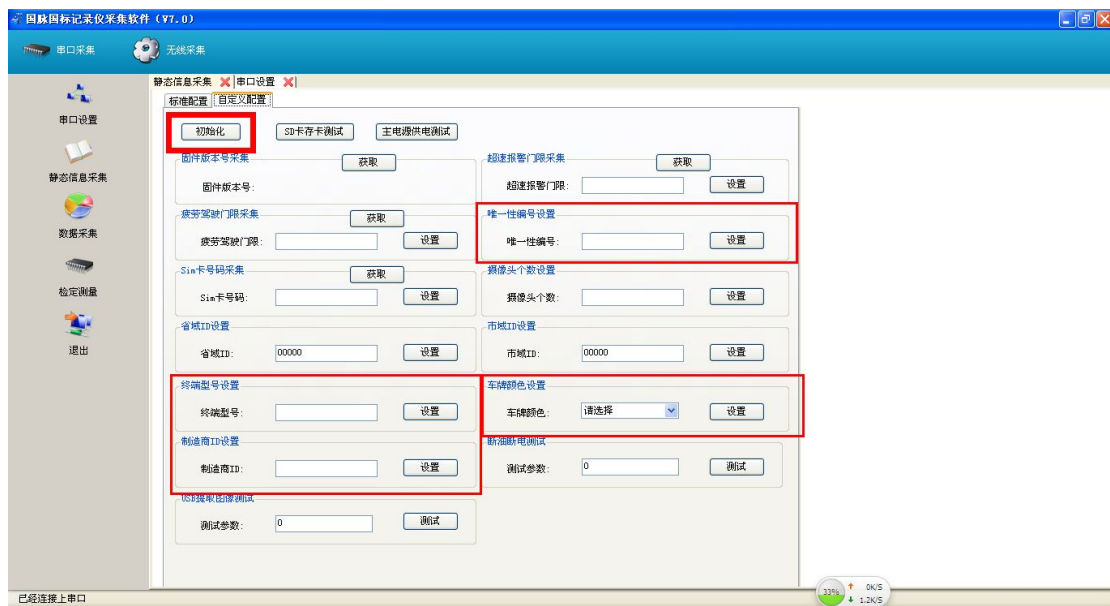 国脉国标记录仪采集软件 (V7.0)
串口采集 无线采集
静态信息采集 串口设置
串口设置
静态信息采集
数据采集
检定测量
退出
标准配置 自定义配置
初始化 SD卡存卡测试 主电源供电测试
固件版本号采集 获取
固件版本号:
超速报警门限采集 获取
超速报警门限: 设置
疲劳驾驶门限采集 获取
疲劳驾驶门限: 设置
唯一性编号设置
唯一性编号: 设置
Sim卡号码采集 获取
Sim卡号码: 设置
摄像头个数设置
摄像头个数: 设置
省域ID设置
省域ID: 00000 设置
市域ID设置
市域ID: 00000 设置
终端型号设置
终端型号: 设置
车牌颜色设置
车牌颜色: 请选择 设置
制造商ID设置
制造商ID: 设置
断油断电测试
测试参数: 0 测试
USB提取图像测试
测试参数: 0 测试
已经连接上串口
33% 0K/S
1.2K/S